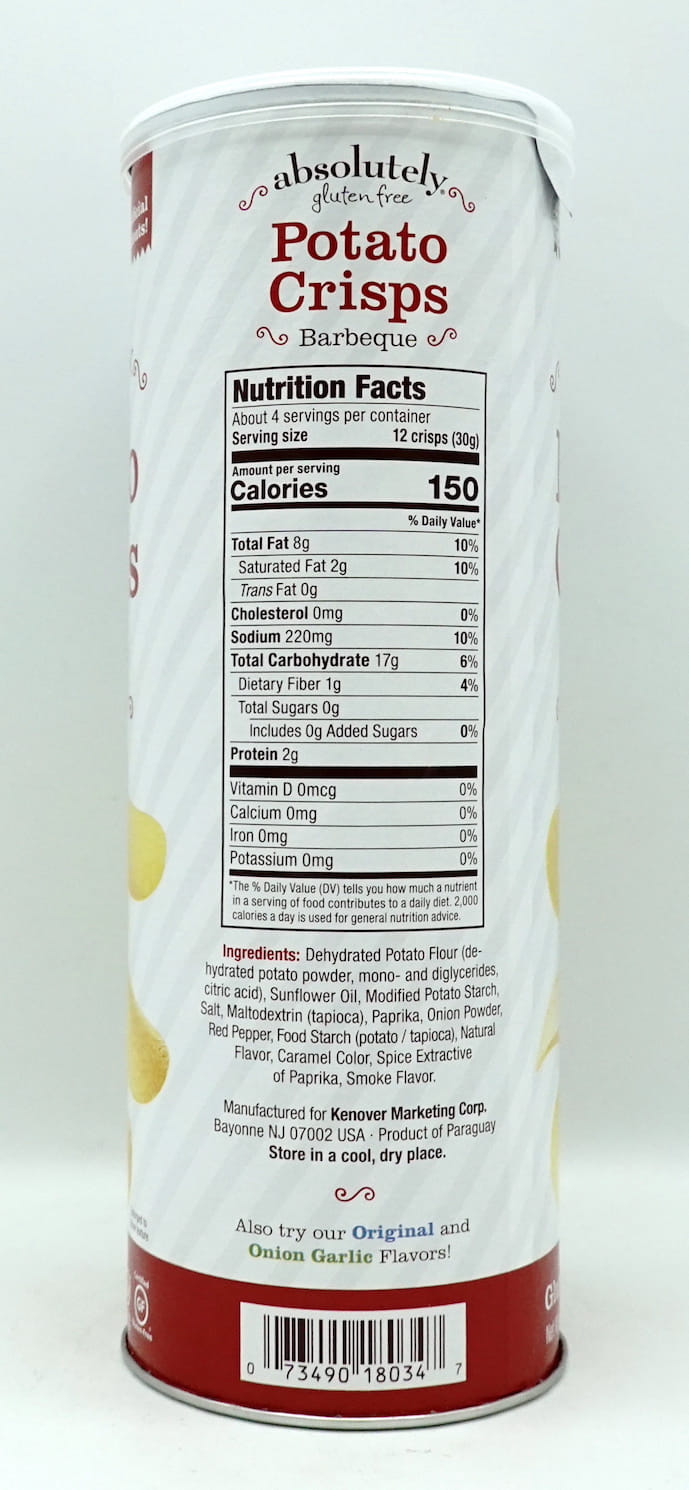 absolutely®
gluten free
Potato
Crisps
Barbeque
Nutrition Facts
About 4 servings per container
Serving size 12 crisps (30g)
Amount per serving
Calories 150
% Daily Value*
Total Fat 8g 10%
Saturated Fat 2g 10%
Trans Fat 0g
Cholesterol 0mg 0%
Sodium 220mg 10%
Total Carbohydrate 17g 6%
Dietary Fiber 1g 4%
Total Sugars 0g
Includes 0g Added Sugars 0%
Protein 2g
Vitamin D 0mcg 0%
Calcium 0mg 0%
Iron 0mg 0%
Potassium 0mg 0%
*The % Daily Value (DV) tells you how much a nutrient
in a serving of food contributes to a daily diet. 2,000
calories a day is used for general nutrition advice.
Ingredients: Dehydrated Potato Flour (de-
hydrated potato powder, mono- and diglycerides,
citric acid), Sunflower Oil, Modified Potato Starch,
Salt, Maltodextrin (tapioca), Paprika, Onion Powder,
Red Pepper, Food Starch (potato / tapioca), Natural
Flavor, Caramel Color, Spice Extractive
of Paprika, Smoke Flavor.
Manufactured for Kenover Marketing Corp.
Bayonne NJ 07002 USA · Product of Paraguay
Store in a cool, dry place.
Also try our Original and
Onion Garlic Flavors!
Certified
GF
0 73490 18034 7